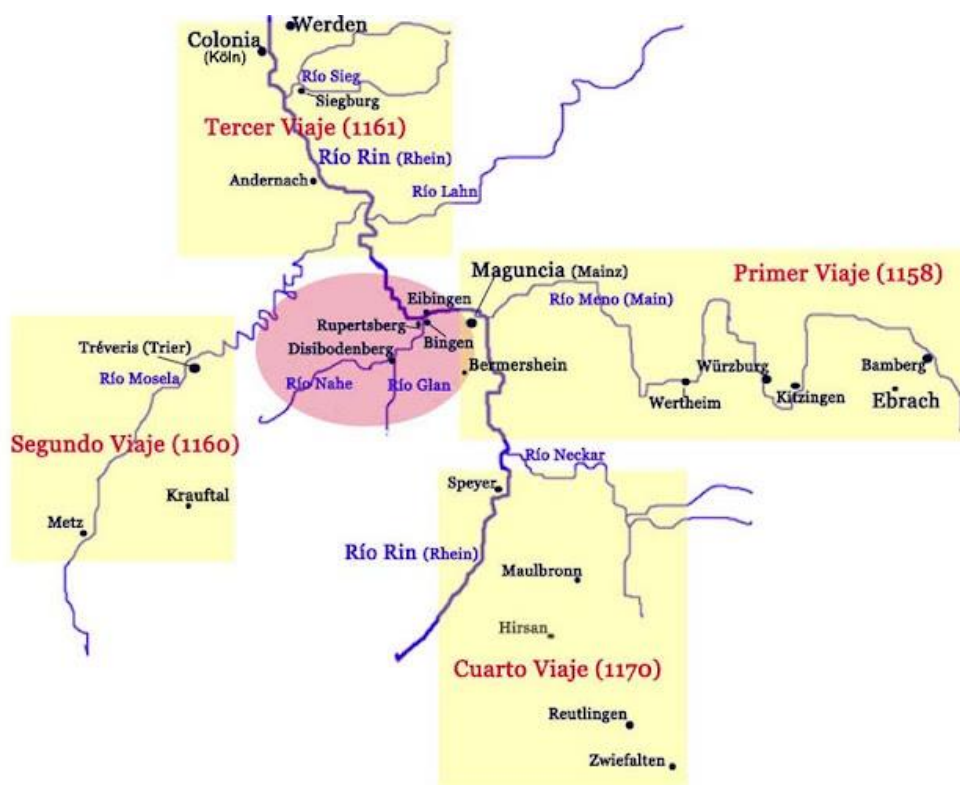 Werden
Colonia
(Köln)
Río Sieg
Siegburg
Tercer Viaje (1161)
Río Rin (Rhein)
Andernach
Río Lahn
Maguncia (Mainz)
Primer Viaje (1158)
Río Meno (Main)
Eibingen
Rupertsberg
Bingen
Disibodenberg
Bermershein
Río Nahe
Río Glan
Tréveris (Trier)
Río Mosela
Würzburg
Bamberg
Wertheim
Kitzingen
Ebrach
Segundo Viaje (1160)
Río Neckar
Krauftal
Metz
Speyer
Río Rin (Rhein)
Maulbronn
Hirsan
Cuarto Viaje (1170)
Reutlingen
Zwiefalten